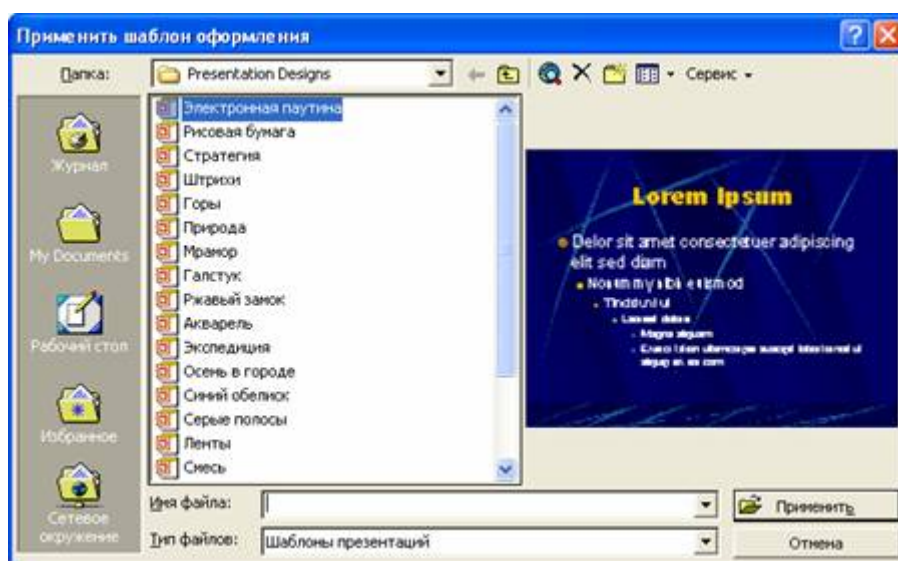 Применить шаблон оформления
Папка:
Presentation Designs
Сервис
Журнал
My Documents
Рабочий стол
Избранное
Сетевое
окружение
Электронная паутина
Рисовая бумага
Стратегия
Штрихи
Горы
Природа
Мрамор
Галстук
Ржавый замок
Акварель
Экспедиция
Осень в городе
Синий обелиск
Серые полосы
Ленты
Смесь
Lorem Ipsum
Delor sit amet consectetuer adipiscing
elit sed diam
Имя файла:
Тип файлов:
Шаблоны презентаций
Применить
Отмена